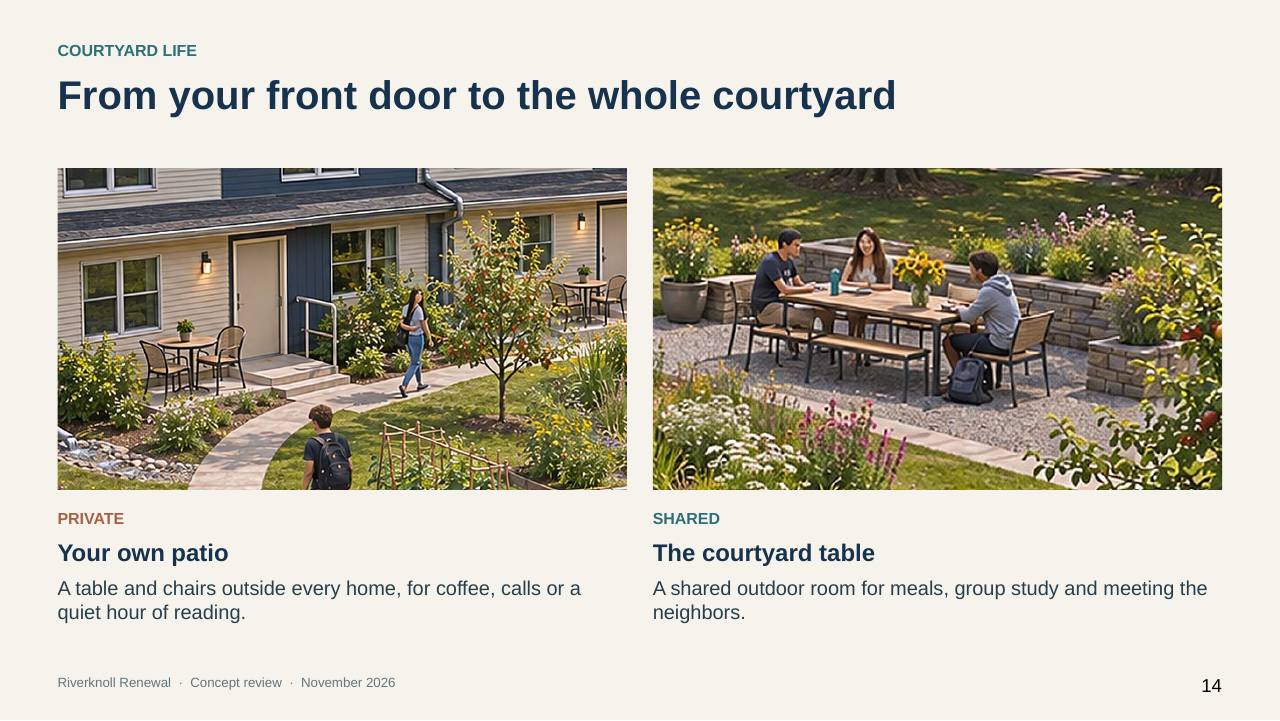 COURTYARD LIFE
From your front door to the whole courtyard
PRIVATE
Your own patio
A table and chairs outside every home, for coffee, calls or a
quiet hour of reading.
SHARED
The courtyard table
A shared outdoor room for meals, group study and meeting the
neighbors.
Riverknoll Renewal · Concept review · November 2026
14